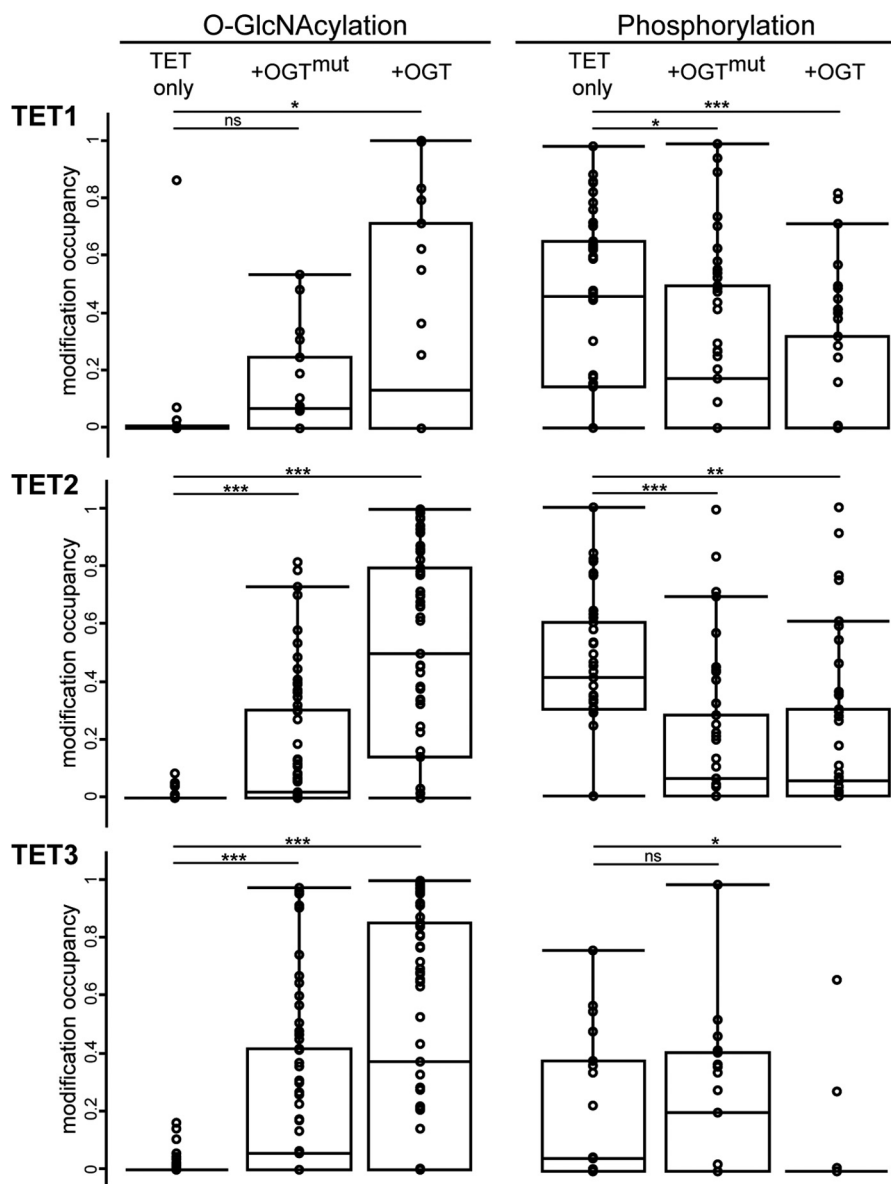 O-GlcNAcylation Phosphorylation
TET only +OGTmut +OGT TET only +OGTmut +OGT
TET1
* ***
ns *
modification occupancy
1
0.8
0.6
0.4
0.2
0
TET2
*** **
*** ***
modification occupancy
1
0.8
0.6
0.4
0.2
0
TET3
*** *
*** ns
modification occupancy
1
0.8
0.6
0.4
0.2
0